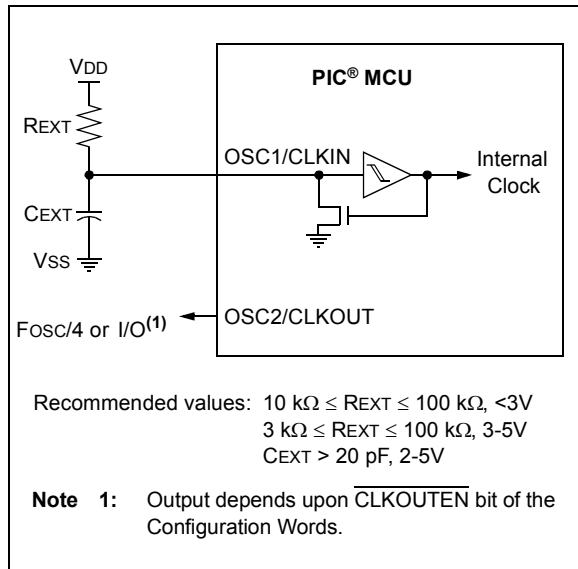 VDD
PIC® MCU
REXT
OSC1/CLKIN
Internal
Clock
CEXT
VSS
OSC2/CLKOUT
FOSC/4 or I/O(1)
Recommended values: 10 kΩ ≤ REXT ≤ 100 kΩ, <3V
3 kΩ ≤ REXT ≤ 100 kΩ, 3-5V
CEXT > 20 pF, 2-5V
Note 1: Output depends upon CLKOUTEN bit of the
Configuration Words.